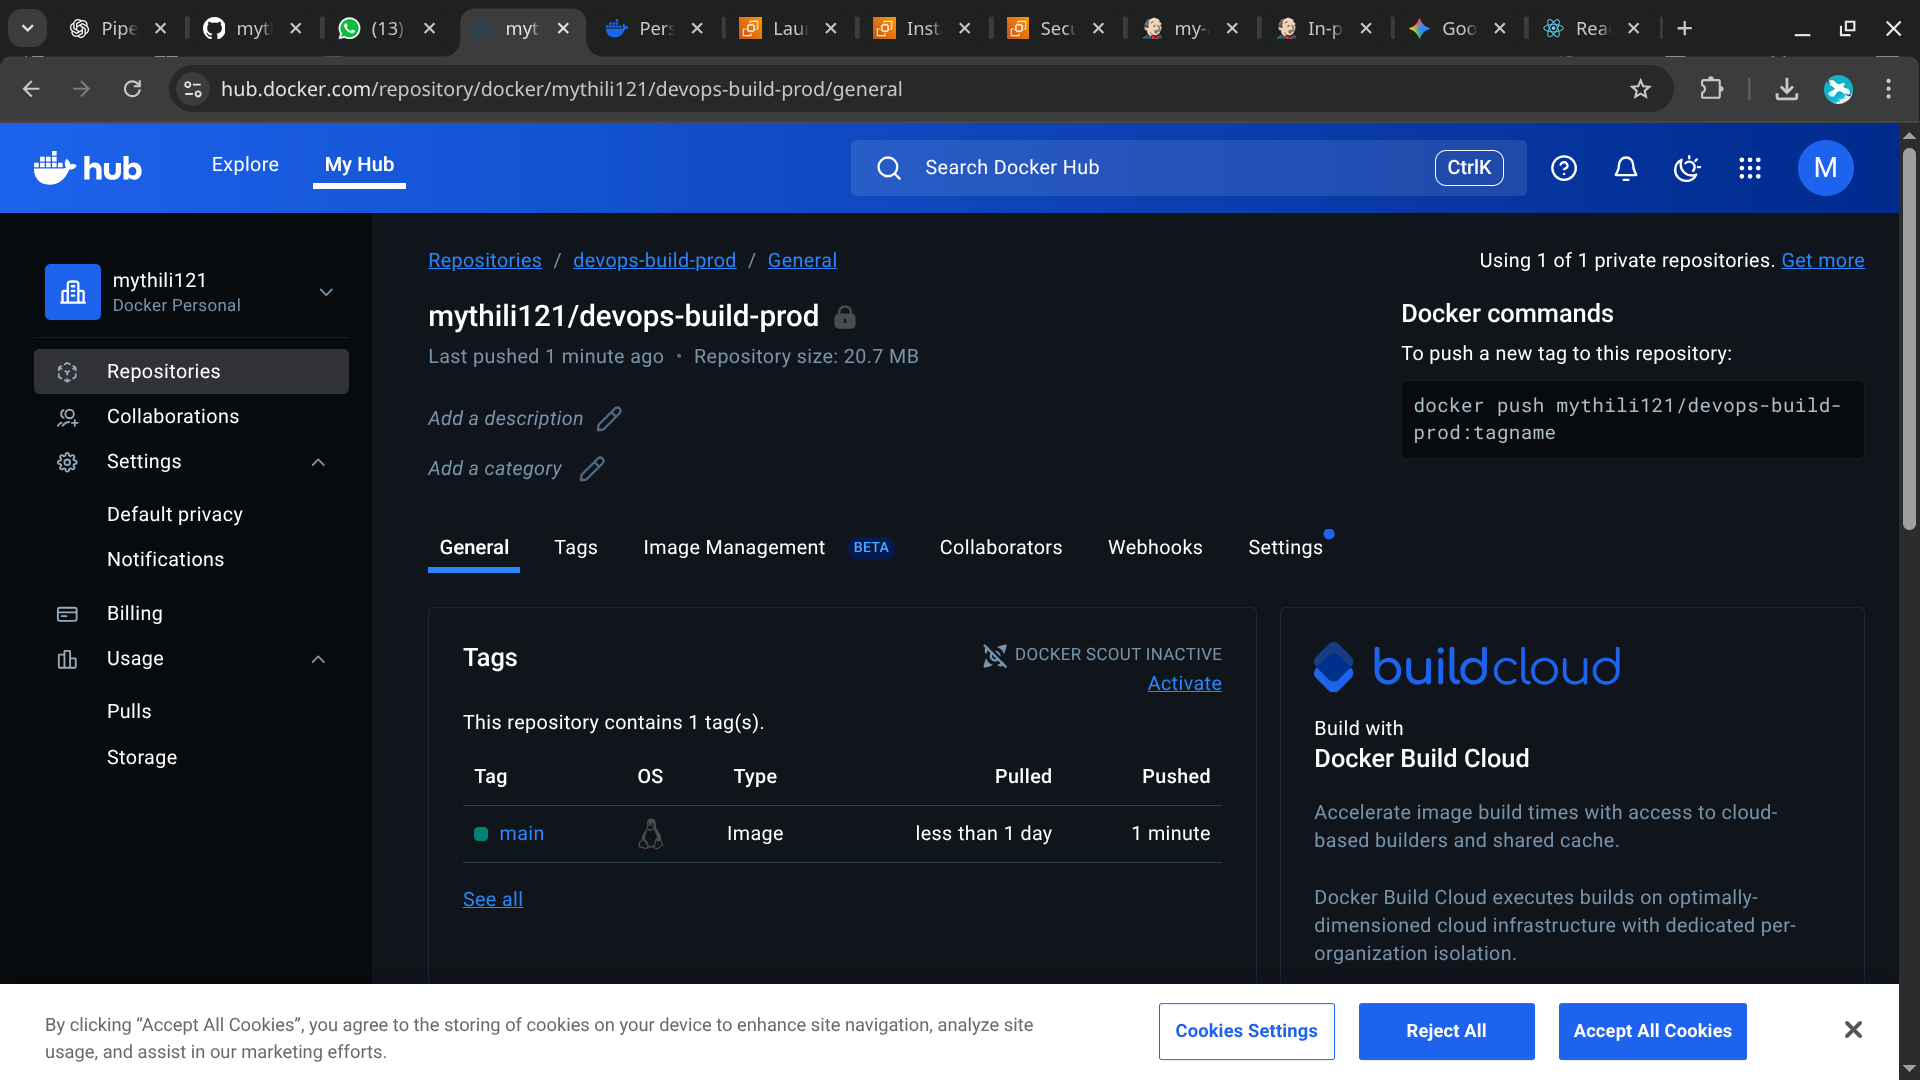 Pipe
myth
(13)
myt
Pers
Laun
Insta
Secu
my-
In-p
Goo
Rea
hub.docker.com/repository/docker/mythili121/devops-build-prod/general
hub
Explore
My Hub
Search Docker Hub
CtrlK
M
mythili121
Docker Personal
Repositories
Collaborations
Settings
Default privacy
Notifications
Billing
Usage
Pulls
Storage
Repositories / devops-build-prod / General
Using 1 of 1 private repositories. Get more
mythili121/devops-build-prod
Last pushed 1 minute ago • Repository size: 20.7 MB
Add a description
Add a category
Docker commands
To push a new tag to this repository:
docker push mythili121/devops-build-
prod:tagname
General
Tags
Image Management BETA
Collaborators
Webhooks
Settings
Tags
DOCKER SCOUT INACTIVE
Activate
This repository contains 1 tag(s).
Tag OS Type Pulled Pushed
main Image less than 1 day 1 minute
See all
buildcloud
Build with
Docker Build Cloud
Accelerate image build times with access to cloud-
based builders and shared cache.
Docker Build Cloud executes builds on optimally-
dimensioned cloud infrastructure with dedicated per-
organization isolation.
By clicking “Accept All Cookies”, you agree to the storing of cookies on your device to enhance site navigation, analyze site
usage, and assist in our marketing efforts.
Cookies Settings
Reject All
Accept All Cookies